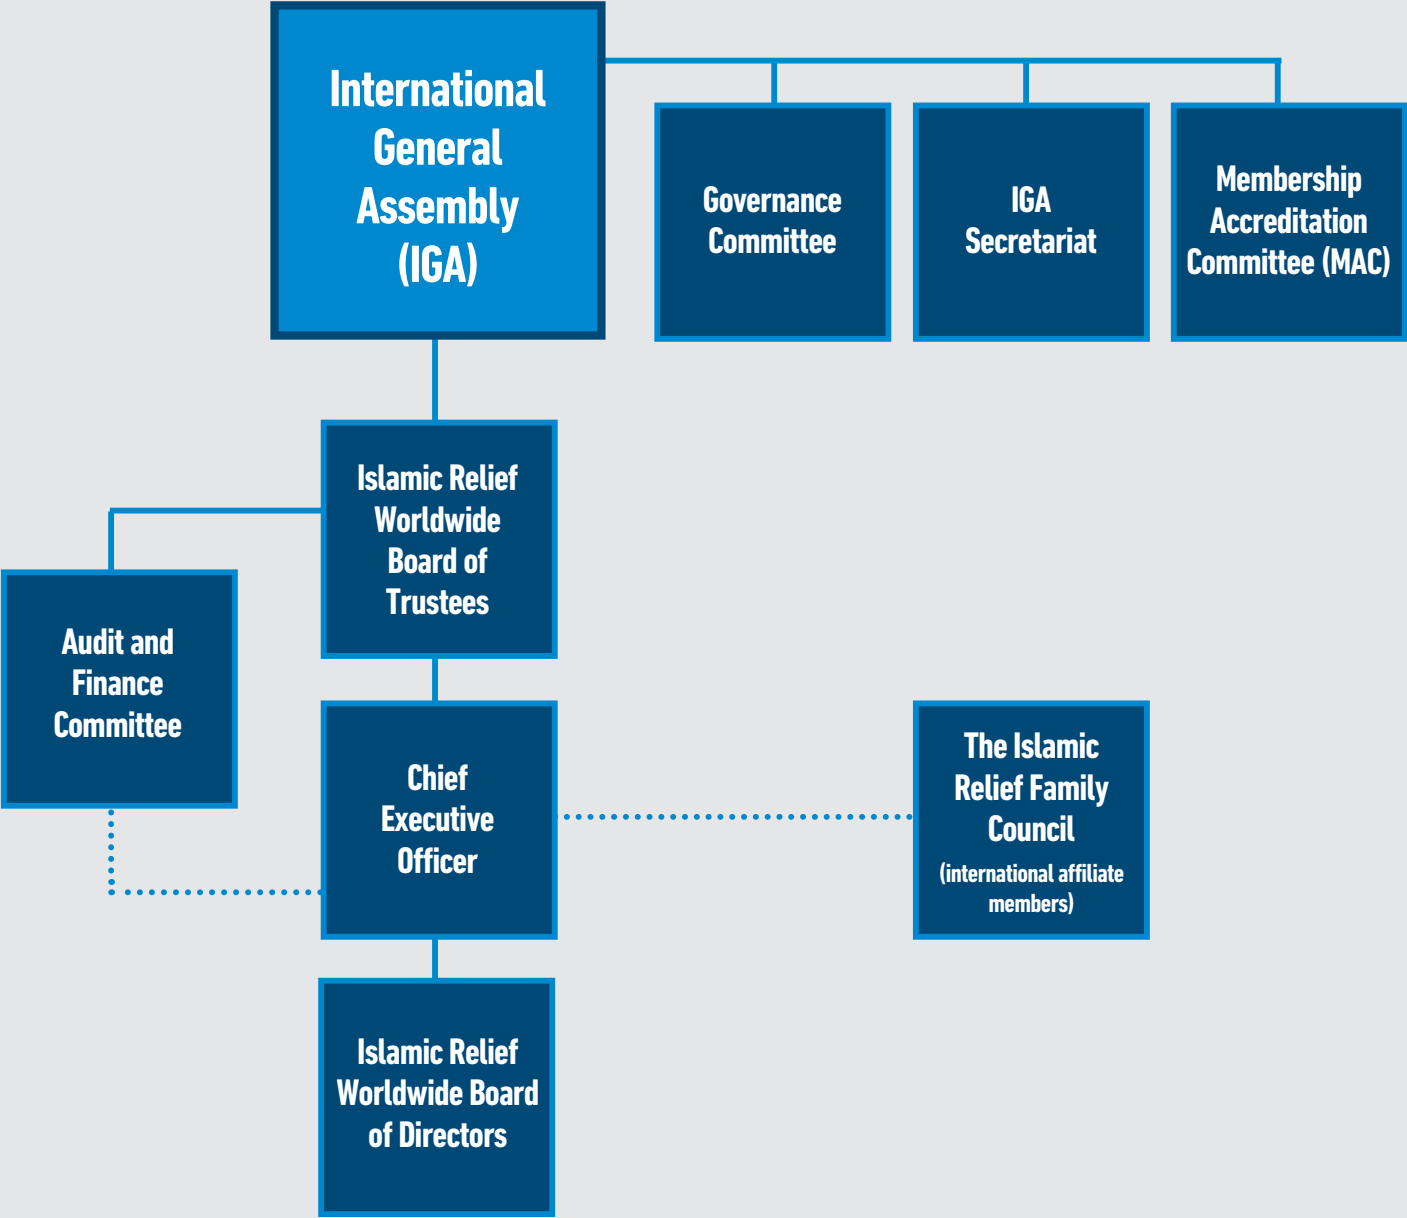 International
General
Assembly
(IGA)
Governance
Committee
IGA
Secretariat
Membership
Accreditation
Committee (MAC)
Islamic Relief
Worldwide
Board of
Trustees
Audit and
Finance
Committee
Chief
Executive
Officer
The Islamic
Relief Family
Council
(international affiliate
members)
Islamic Relief
Worldwide Board
of Directors